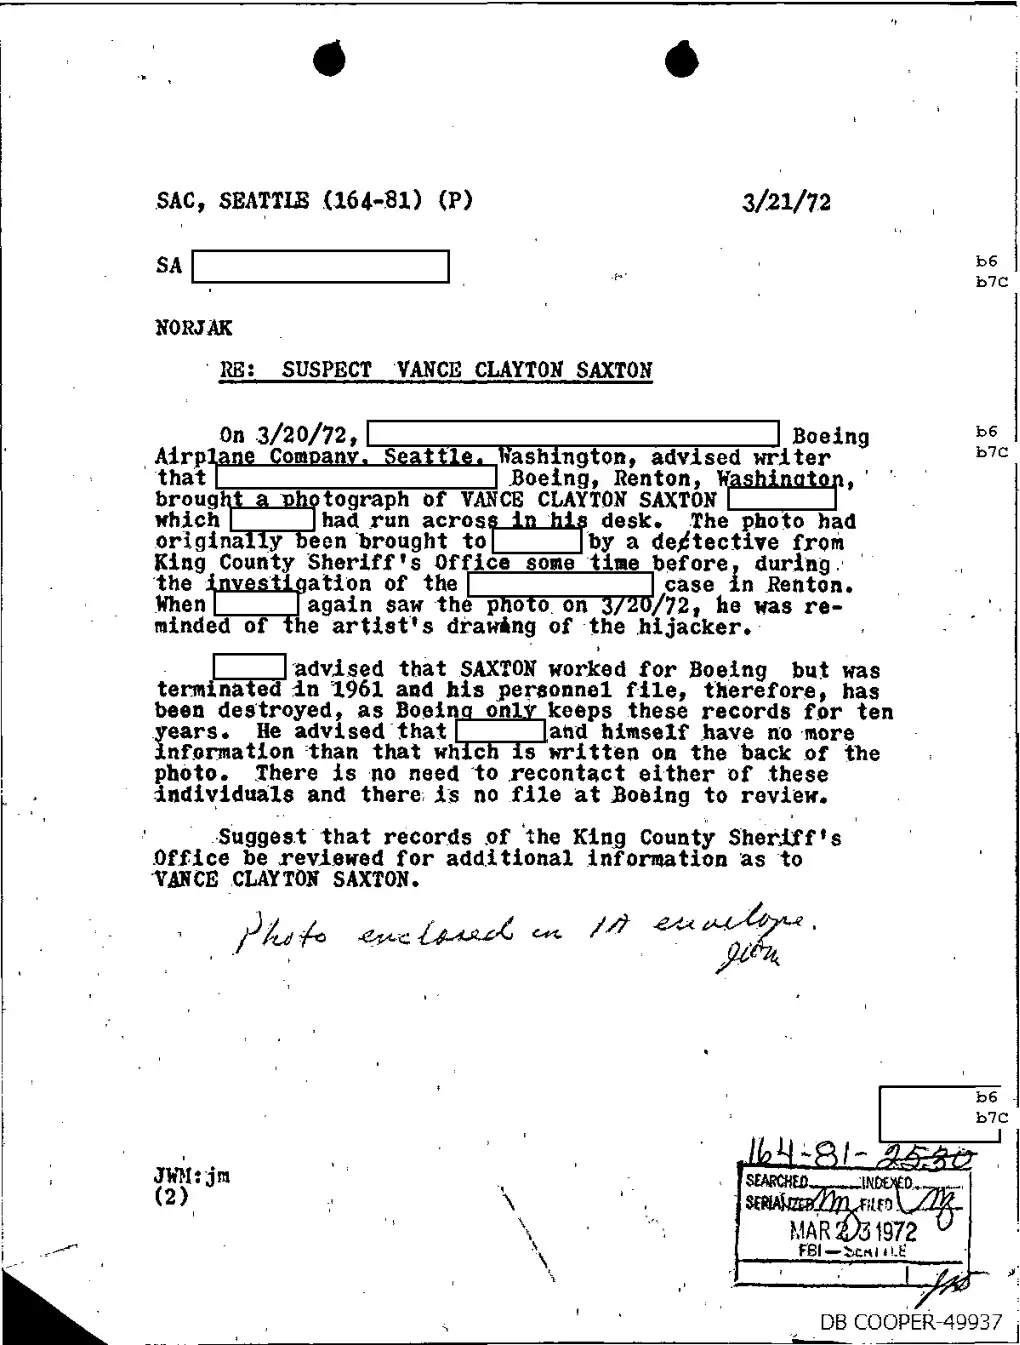 SAC, SEATTLE (164-81) (P) 3/21/72
SA b6
b7C
NORJAK
RE: SUSPECT VANCE CLAYTON SAXTON
On 3/20/72, Boeing b6
Airplane Company, Seattle, Washington, advised writer b7C
that Boeing, Renton, Washington,
brought a photograph of VANCE CLAYTON SAXTON
which had run across in his desk. The photo had
originally been brought to by a detective from
King County Sheriff's Office some time before, during
the investigation of the case in Renton.
When again saw the photo on 3/20/72, he was re-
minded of the artist's drawing of the hijacker.
advised that SAXTON worked for Boeing but was
terminated in 1961 and his personnel file, therefore, has
been destroyed, as Boeing only keeps these records for ten
years. He advised that and himself have no more
information than that which is written on the back of the
photo. There is no need to recontact either of these
individuals and there is no file at Boeing to review.
Suggest that records of the King County Sheriff's
Office be reviewed for additional information as to
VANCE CLAYTON SAXTON.
Photo enclosed in 1A envelope.
b6
b7C
164-81-2530
JWM:jm
(2)
SEARCHED INDEXED
SERIALIZED FILED
MAR 23 1972
FBI — SEATTLE
DB COOPER-49937